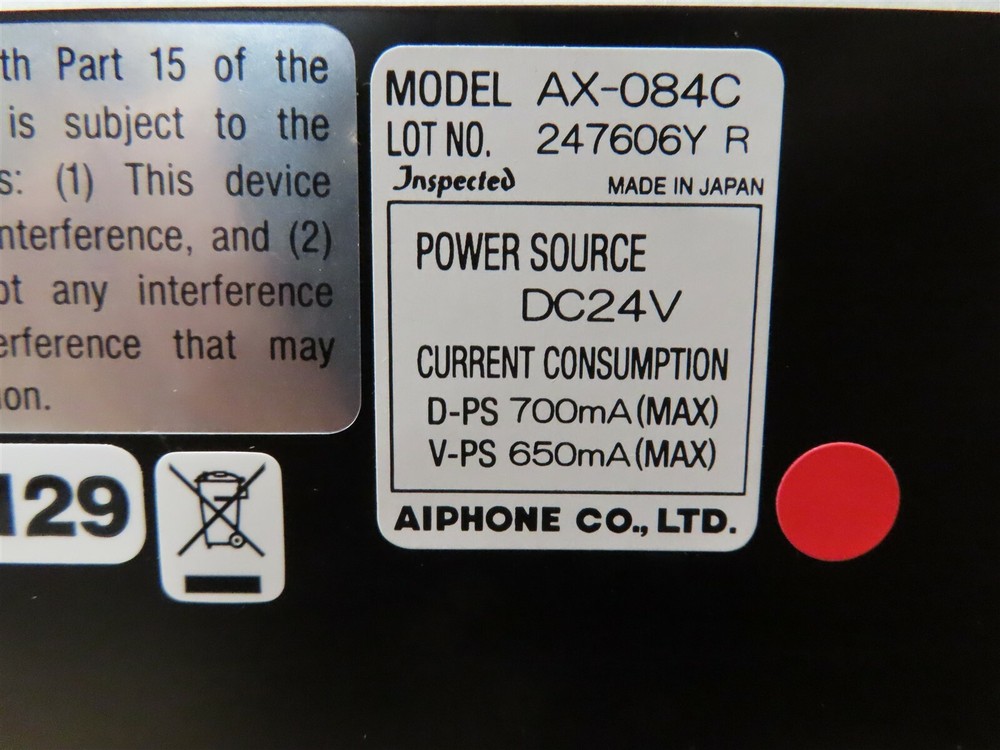 th Part 15 of the
is subject to the
s: (1) This device
nterference, and (2)
ot any interference
erference that may
ion.
129
MODEL AX-084C
LOT NO. 247606Y R
Inspected MADE IN JAPAN
POWER SOURCE
DC24V
CURRENT CONSUMPTION
D-PS 700mA(MAX)
V-PS 650mA(MAX)
AIPHONE CO., LTD.